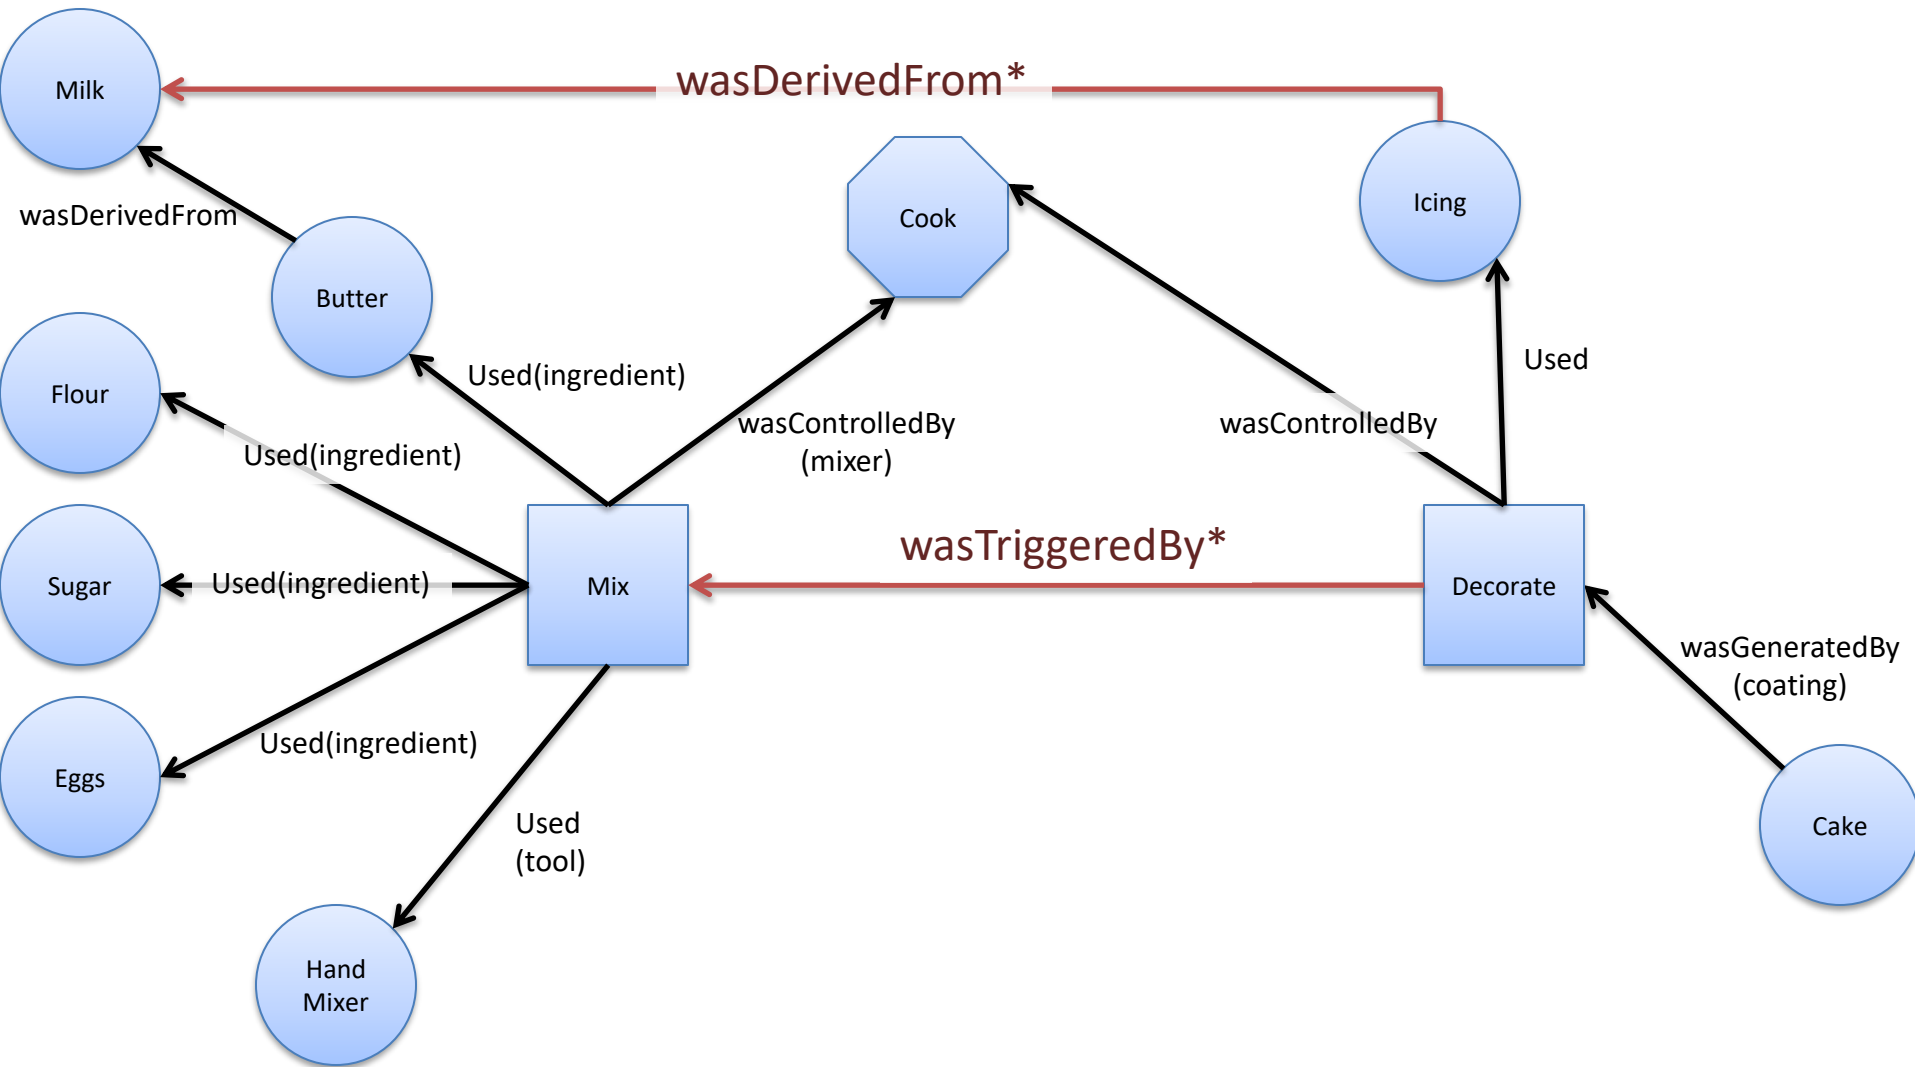 Milk
wasDerivedFrom*
Icing
Cook
wasDerivedFrom
Butter
Used
Used(ingredient)
Flour
wasControlledBy
(mixer)
wasControlledBy
Used(ingredient)
wasTriggeredBy*
Sugar
Used(ingredient)
Mix
Decorate
wasGeneratedBy
(coating)
Used(ingredient)
Eggs
Used
(tool)
Cake
Hand
Mixer